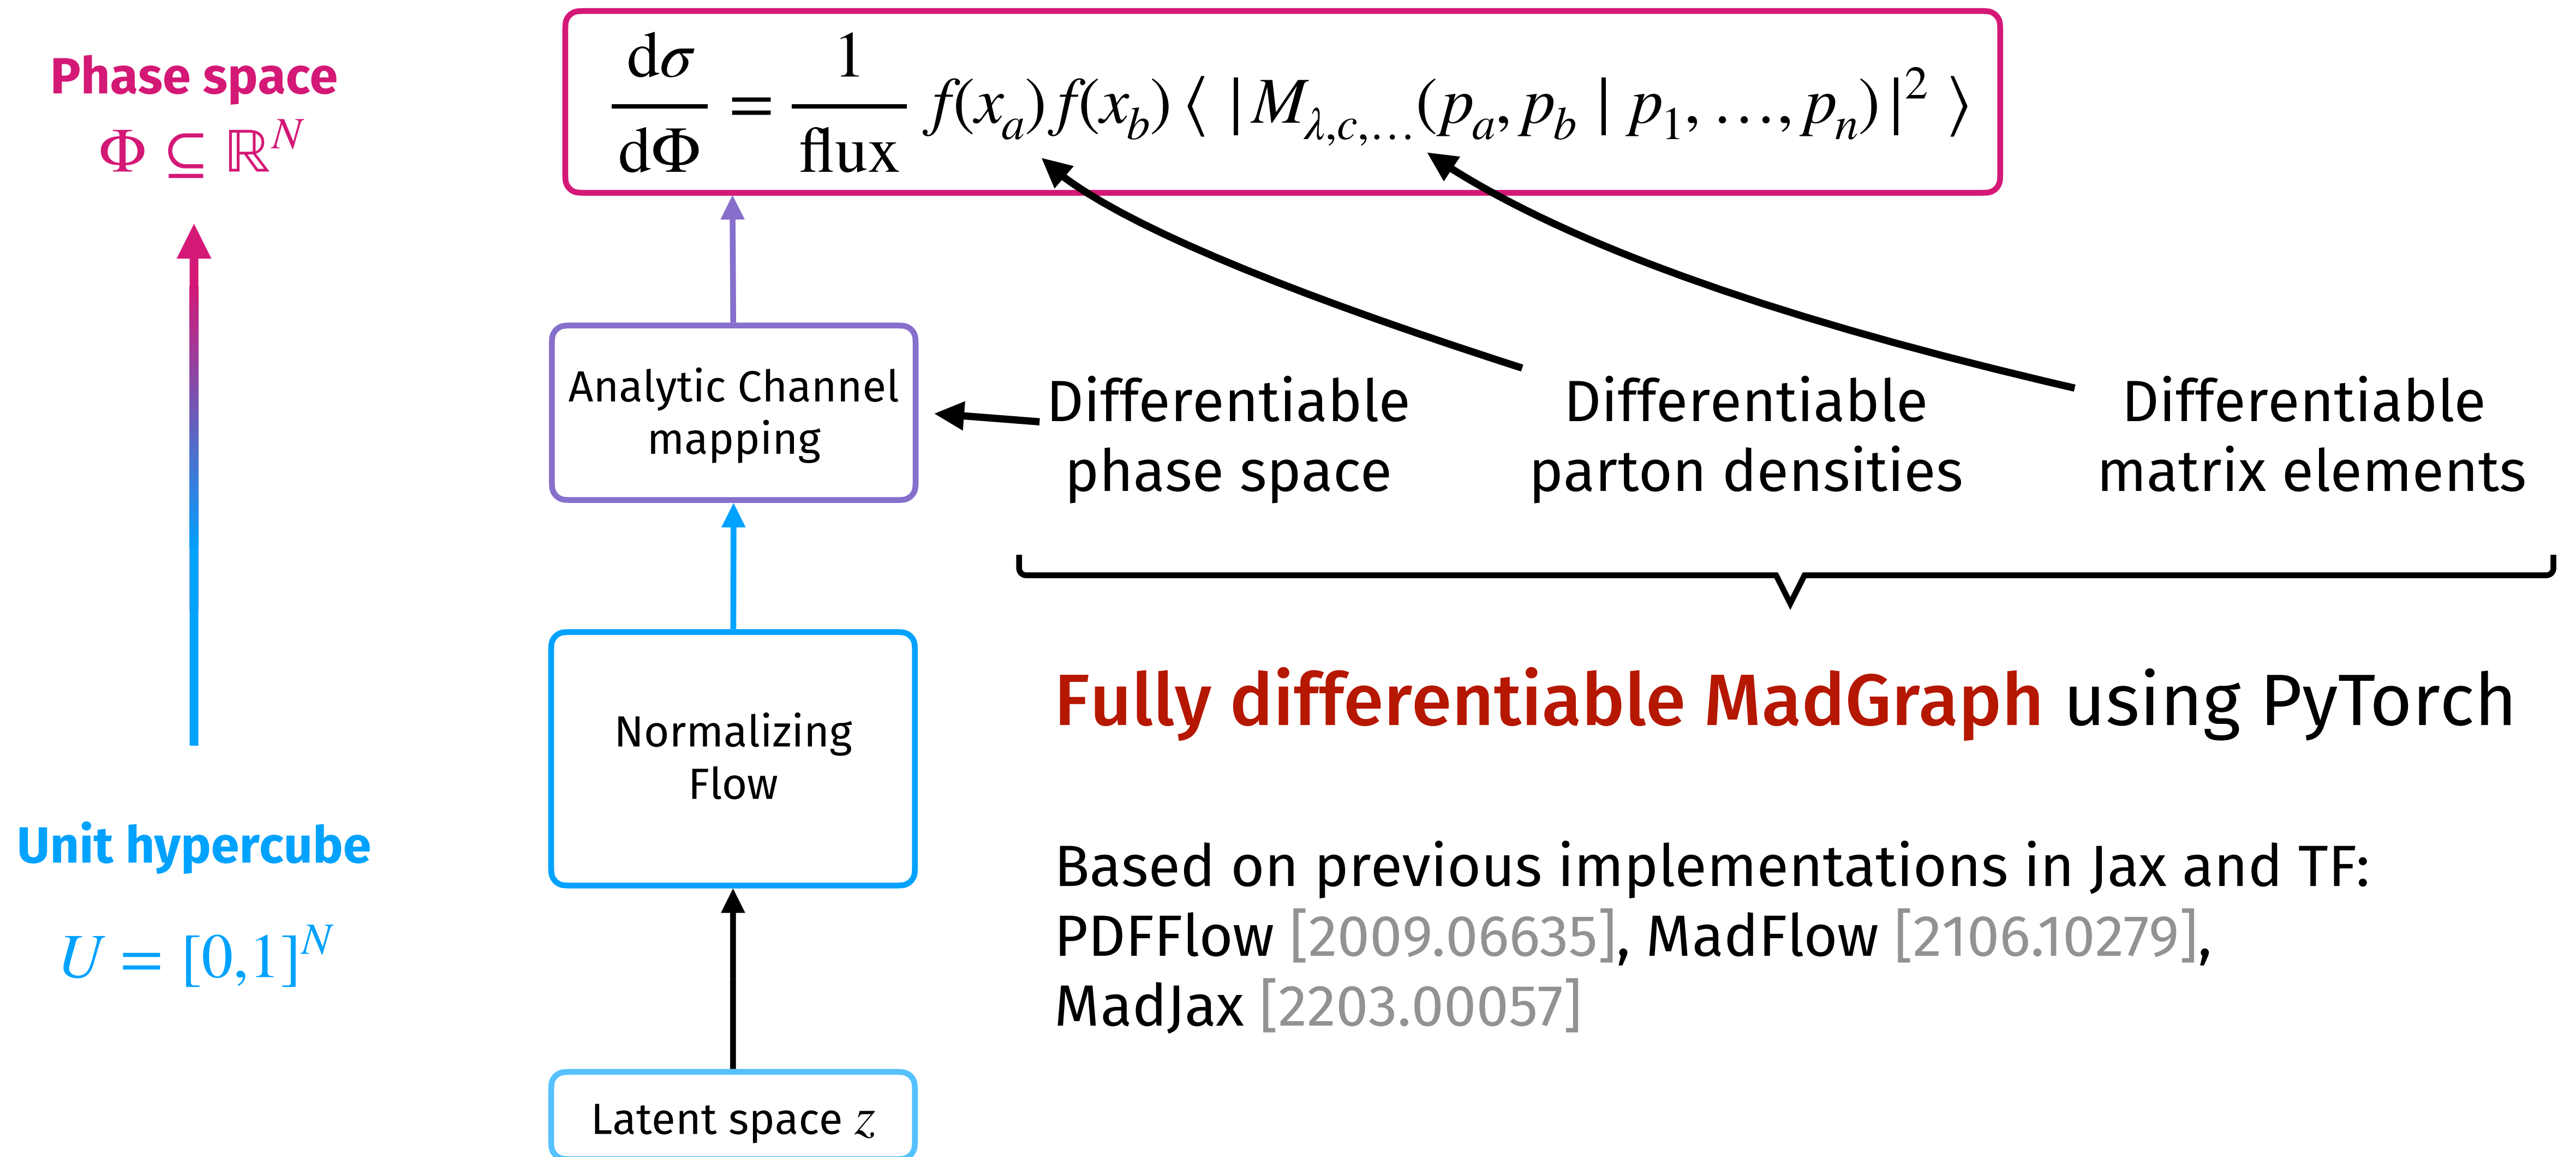 Phase space
Φ ⊆ ℝ^N
dσ/dΦ = 1/flux f(x_a) f(x_b) ⟨ |M_{λ,c,…}(p_a, p_b | p_1, …, p_n)|^2 ⟩
Analytic Channel
mapping
Differentiable
phase space
Differentiable
parton densities
Differentiable
matrix elements
Normalizing
Flow
Fully differentiable MadGraph using PyTorch
Unit hypercube
U = [0,1]^N
Based on previous implementations in Jax and TF:
PDFFlow [2009.06635], MadFlow [2106.10279],
MadJax [2203.00057]
Latent space z